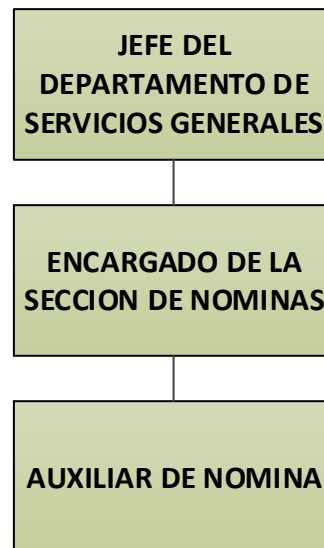 JEFE DEL
DEPARTAMENTO DE
SERVICIOS GENERALES
ENCARGADO DE LA
SECCION DE NOMINAS
AUXILIAR DE NOMINA